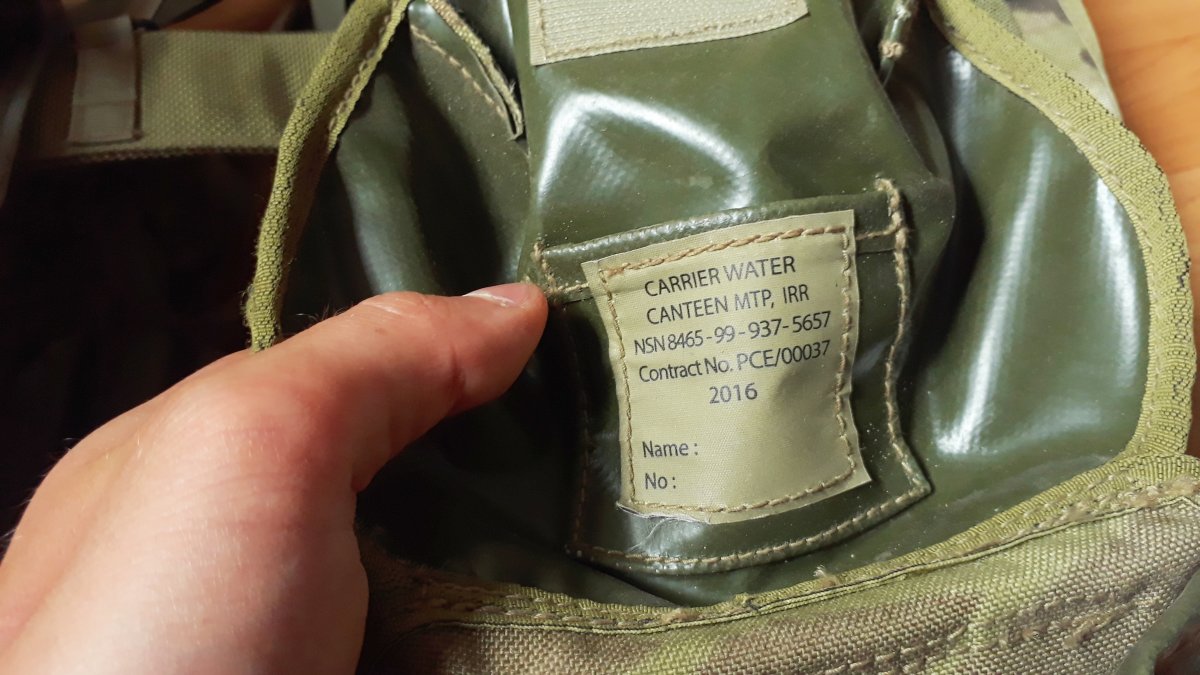 CARRIER WATER
CANTEEN MTP, IRR
NSN 8465-99-937-5657
Contract No. PCE/00037
2016
Name :
No :